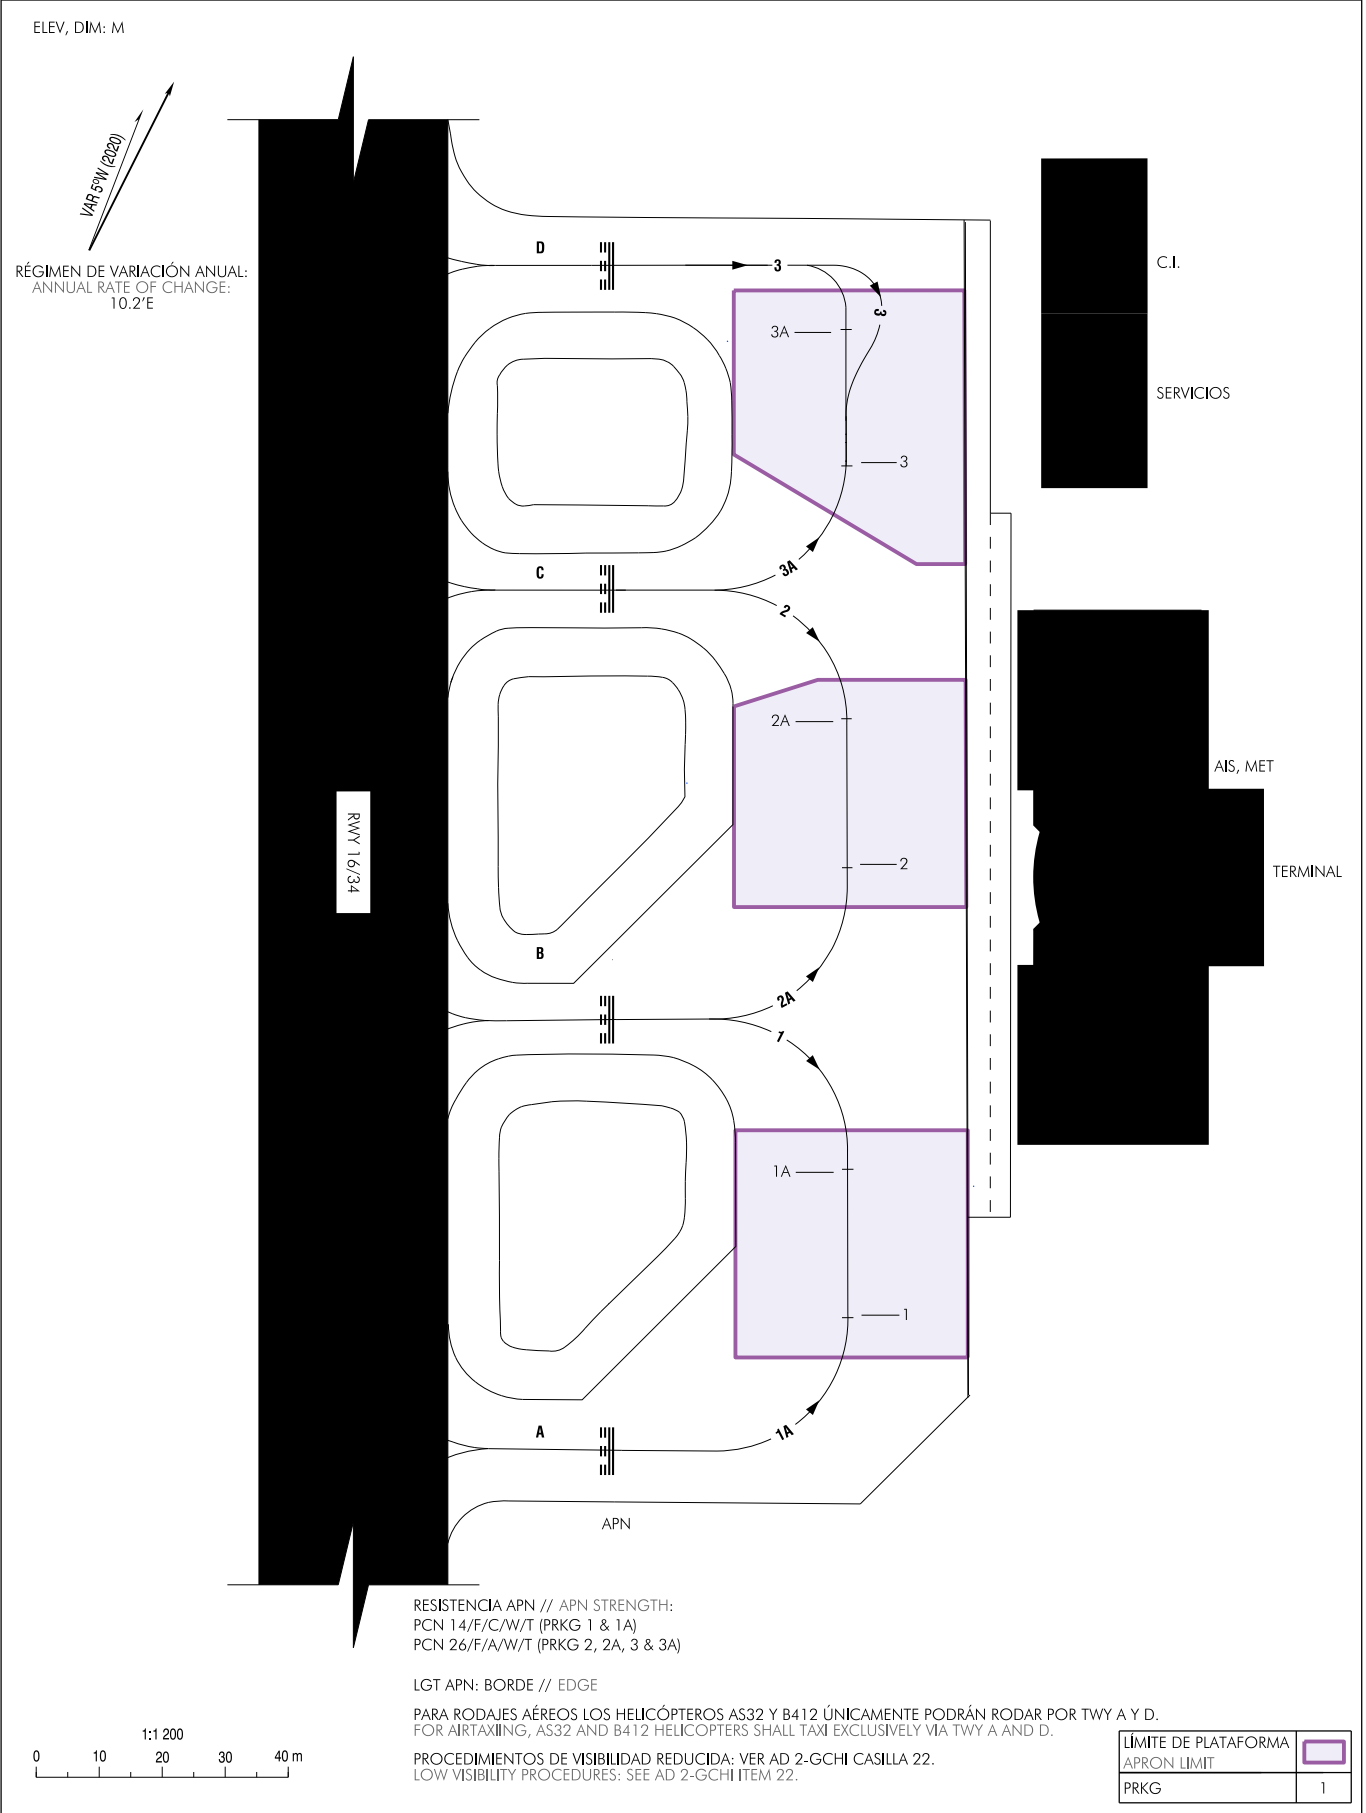 ELEV, DIM: M
VAR 5ºW (2020)
RÉGIMEN DE VARIACIÓN ANUAL:
ANNUAL RATE OF CHANGE:
10.2'E
D
3
3
3A
3
C
3A
2
2A
2
B
2A
1
1A
1
A
1A
APN
RWY 16/34
C.I.
SERVICIOS
AIS, MET
TERMINAL
RESISTENCIA APN // APN STRENGTH:
PCN 14/F/C/W/T (PRKG 1 & 1A)
PCN 26/F/A/W/T (PRKG 2, 2A, 3 & 3A)
LGT APN: BORDE // EDGE
PARA RODAJES AÉREOS LOS HELICÓPTEROS AS32 Y B412 ÚNICAMENTE PODRÁN RODAR POR TWY A Y D.
FOR AIRTAXIING, AS32 AND B412 HELICOPTERS SHALL TAXI EXCLUSIVELY VIA TWY A AND D.
PROCEDIMIENTOS DE VISIBILIDAD REDUCIDA: VER AD 2-GCHI CASILLA 22.
LOW VISIBILITY PROCEDURES: SEE AD 2-GCHI ITEM 22.
1:1 200
0 10 20 30 40 m
LÍMITE DE PLATAFORMA
APRON LIMIT
PRKG 1